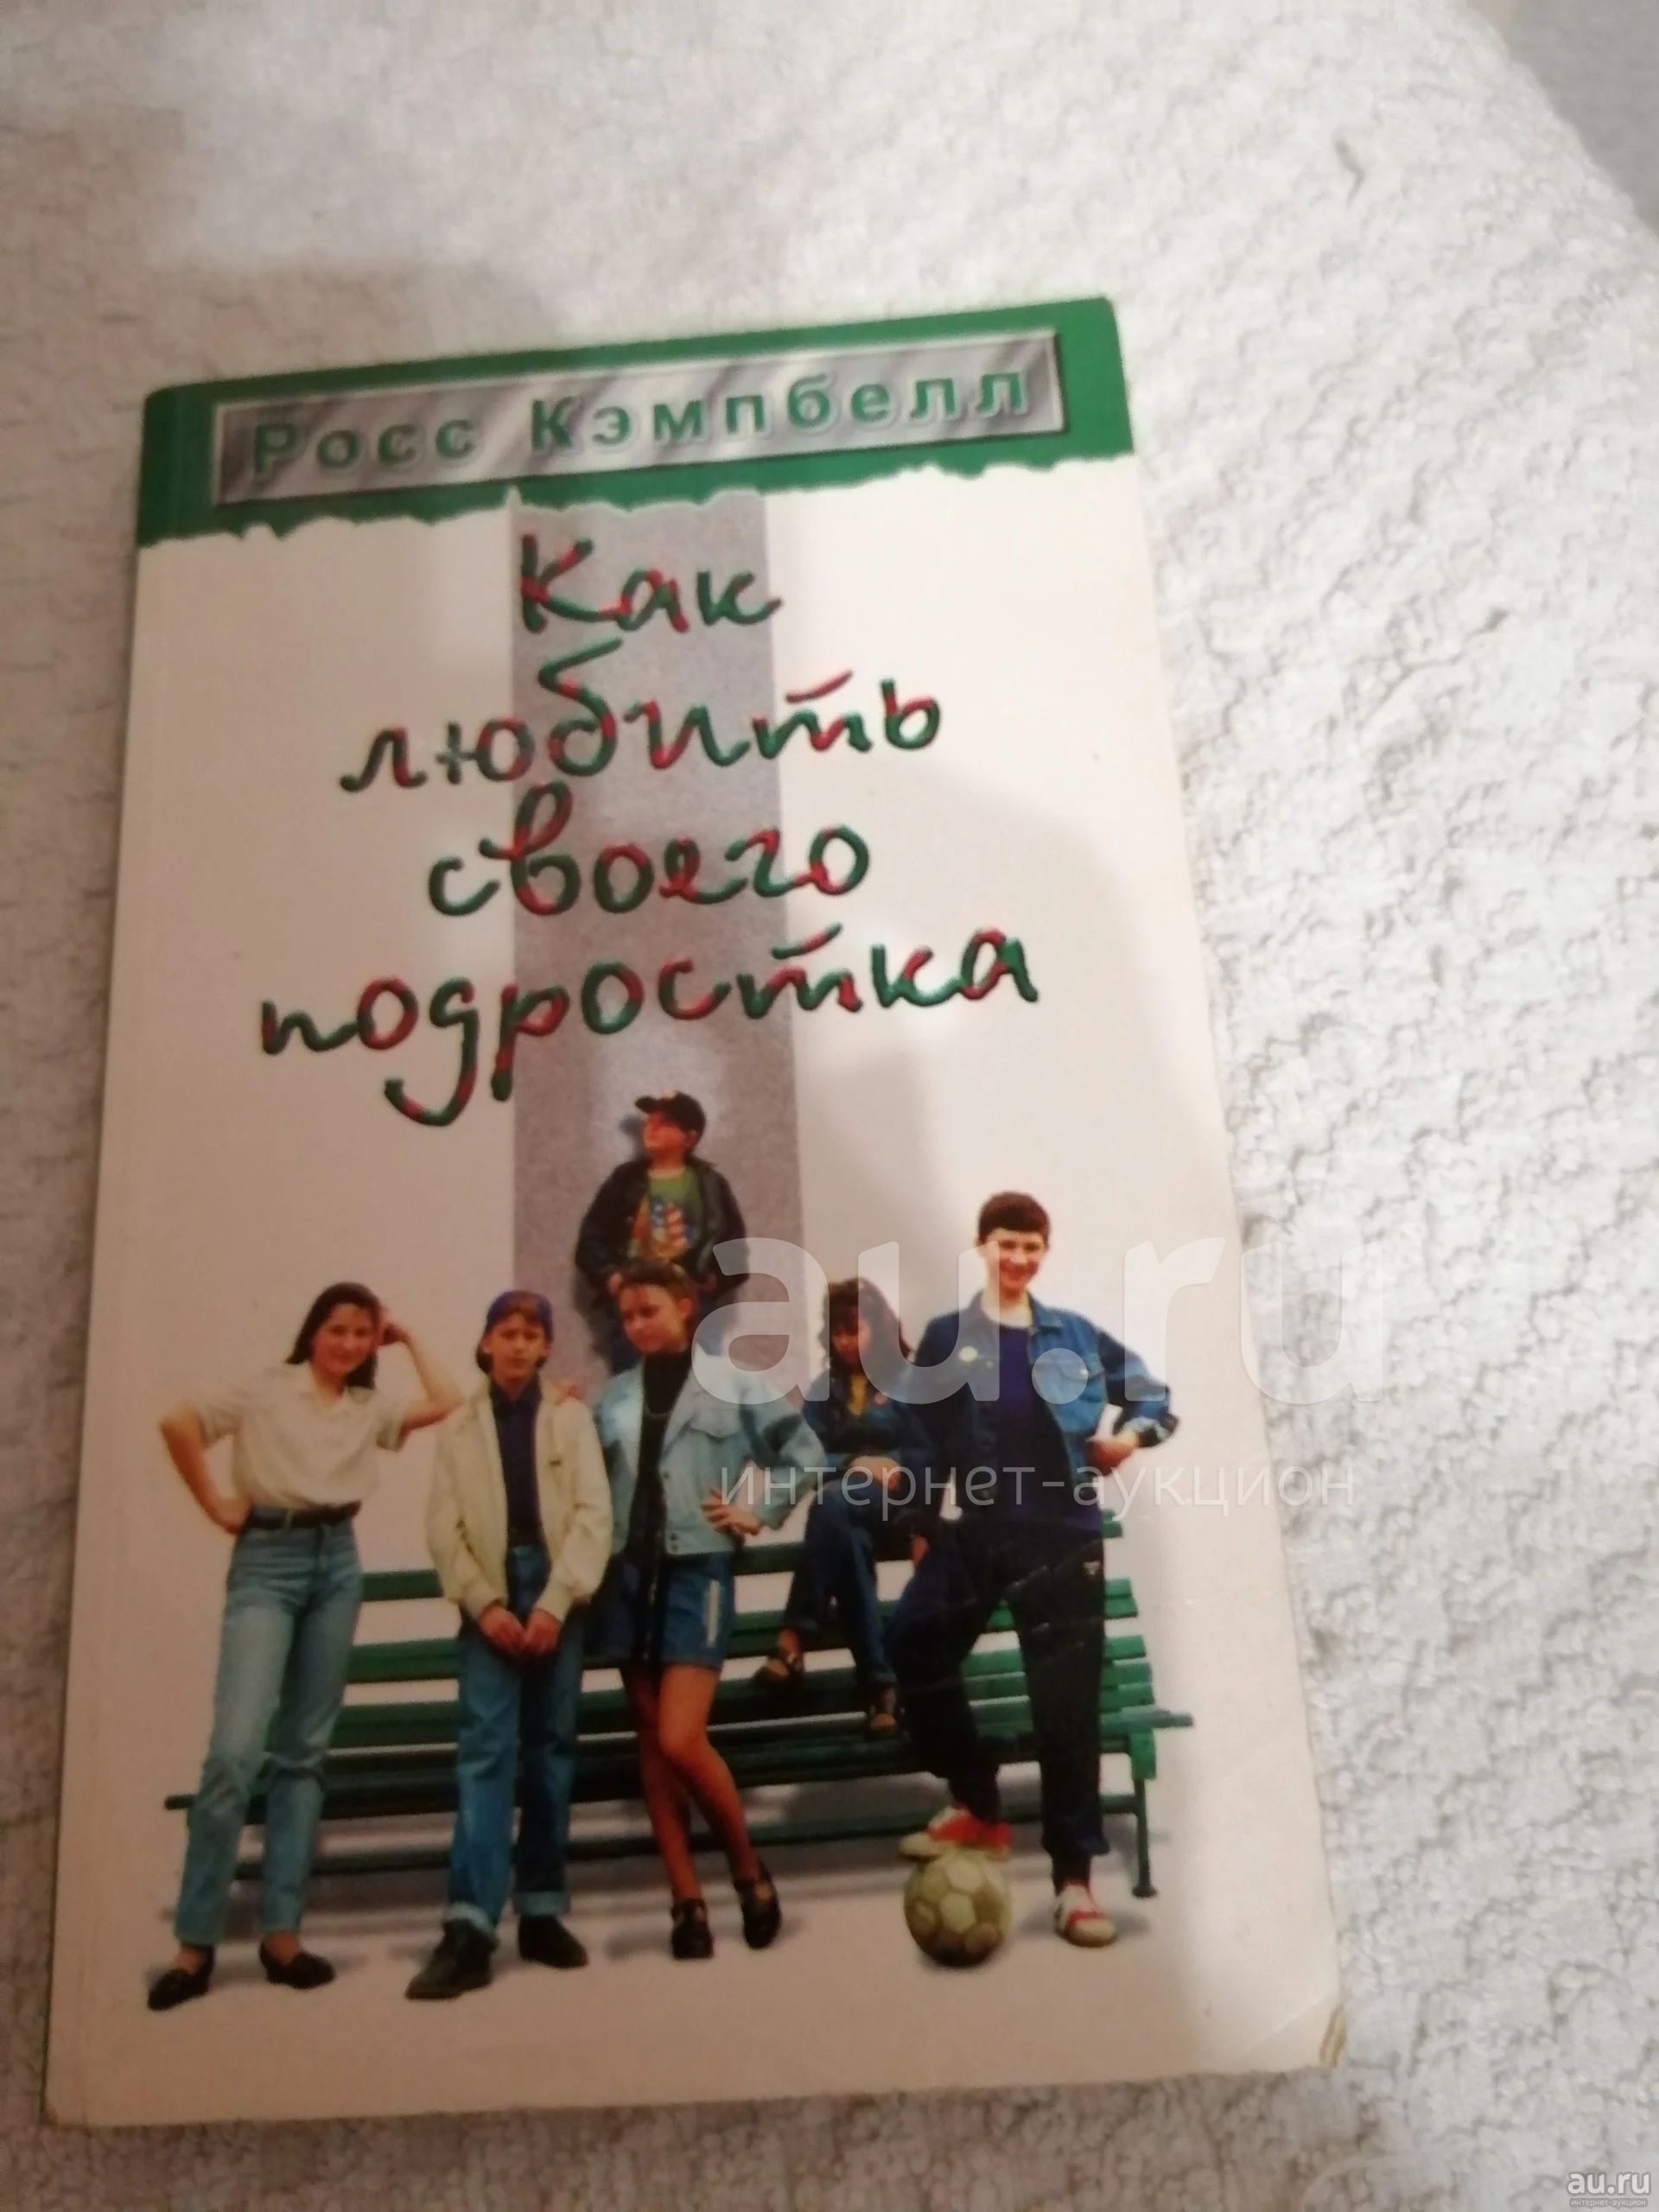 Росс Кэмпбелл
Как
любить
своего
подростка
au.ru
интернет-аукцион
au.ru
интернет-аукцион